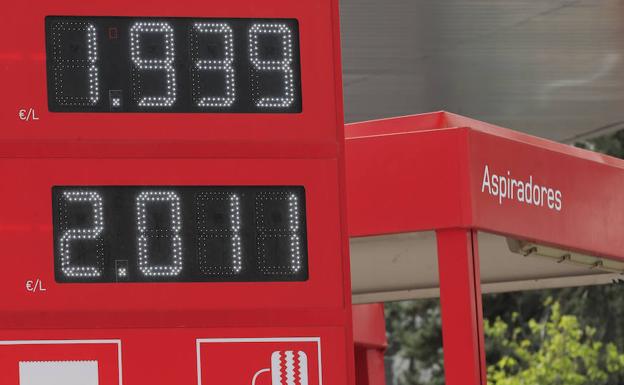 1.939
€/L
2.011
€/L
Aspiradores